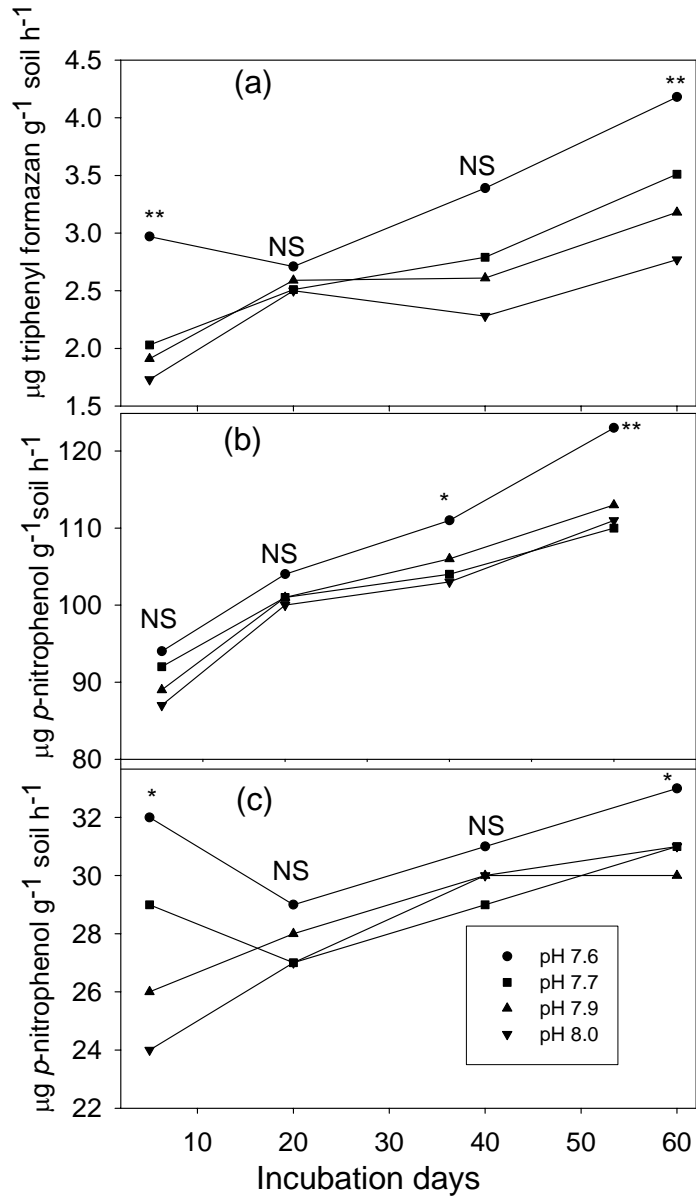 (a)
µg triphenyl formazan g⁻¹ soil h⁻¹
4.5
4.0
3.5
3.0
2.5
2.0
1.5
**
NS
NS
**
(b)
µg p-nitrophenol g⁻¹soil h⁻¹
120
110
100
90
80
NS
NS
*
**
(c)
µg p-nitrophenol g⁻¹ soil h⁻¹
32
30
28
26
24
22
*
NS
NS
*
pH 7.6
pH 7.7
pH 7.9
pH 8.0
10 20 30 40 50 60
Incubation days